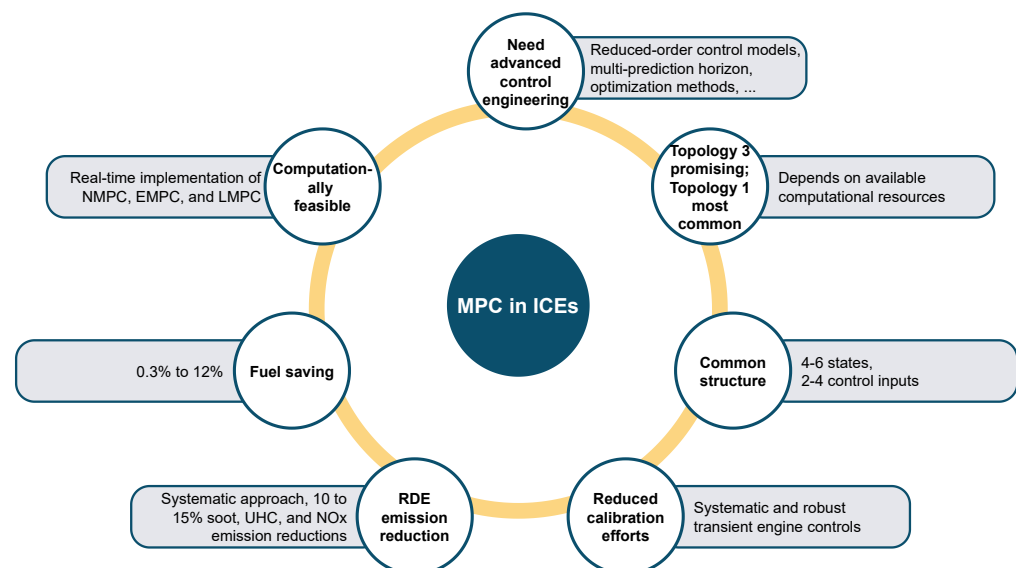 Need
advanced
control
engineering
Reduced-order control models,
multi-prediction horizon,
optimization methods, ...
Topology 3
promising;
Topology 1
most
common
Depends on available
computational resources
Common
structure
4-6 states,
2-4 control inputs
Reduced
calibration
efforts
Systematic and robust
transient engine controls
RDE
emission
reduction
Systematic approach, 10 to
15% soot, UHC, and NOx
emission reductions
Fuel saving
0.3% to 12%
Computation-
ally
feasible
Real-time implementation of
NMPC, EMPC, and LMPC
MPC in ICEs